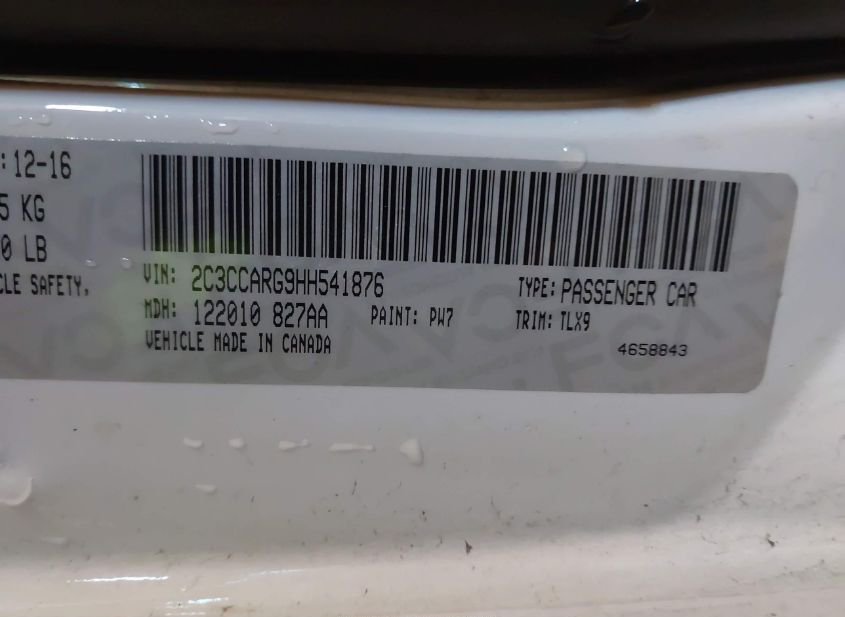 :12-16
5 KG
0 LB
CLE SAFETY,
VIN: 2C3CCARG9HH541876
TYPE: PASSENGER CAR
MDH: 122010 827AA
PAINT: PW7
TRIM: TLX9
VEHICLE MADE IN CANADA
4658843